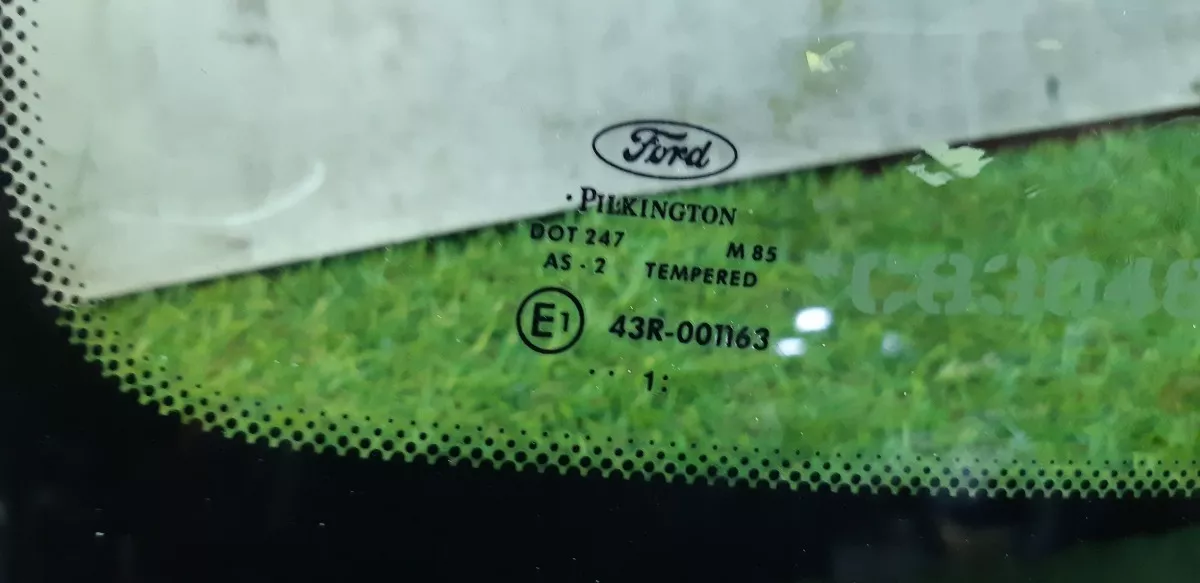 Ford
· PILKINGTON
DOT 247 M 85
AS - 2 TEMPERED
E1 43R-001163
·· 1: